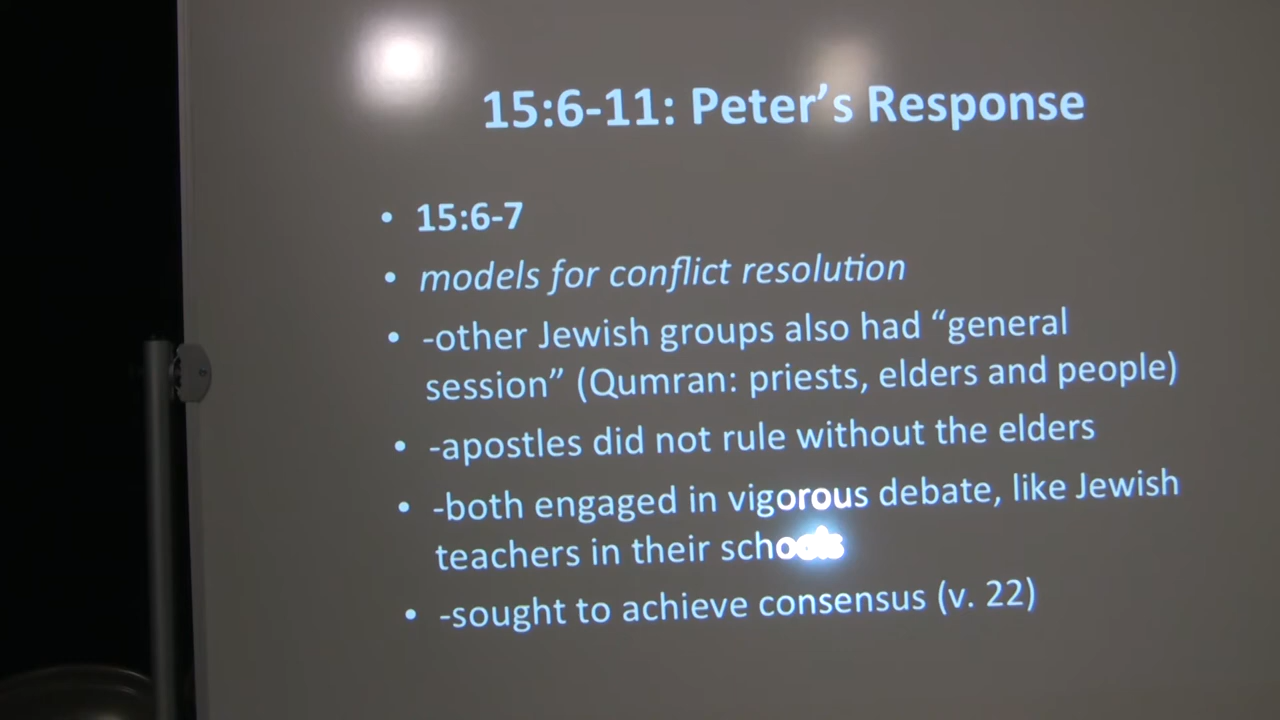 15:6-11: Peter’s Response
• 15:6-7
• models for conflict resolution
• -other Jewish groups also had “general
session” (Qumran: priests, elders and people)
• -apostles did not rule without the elders
• -both engaged in vigorous debate, like Jewish
teachers in their schools
• -sought to achieve consensus (v. 22)